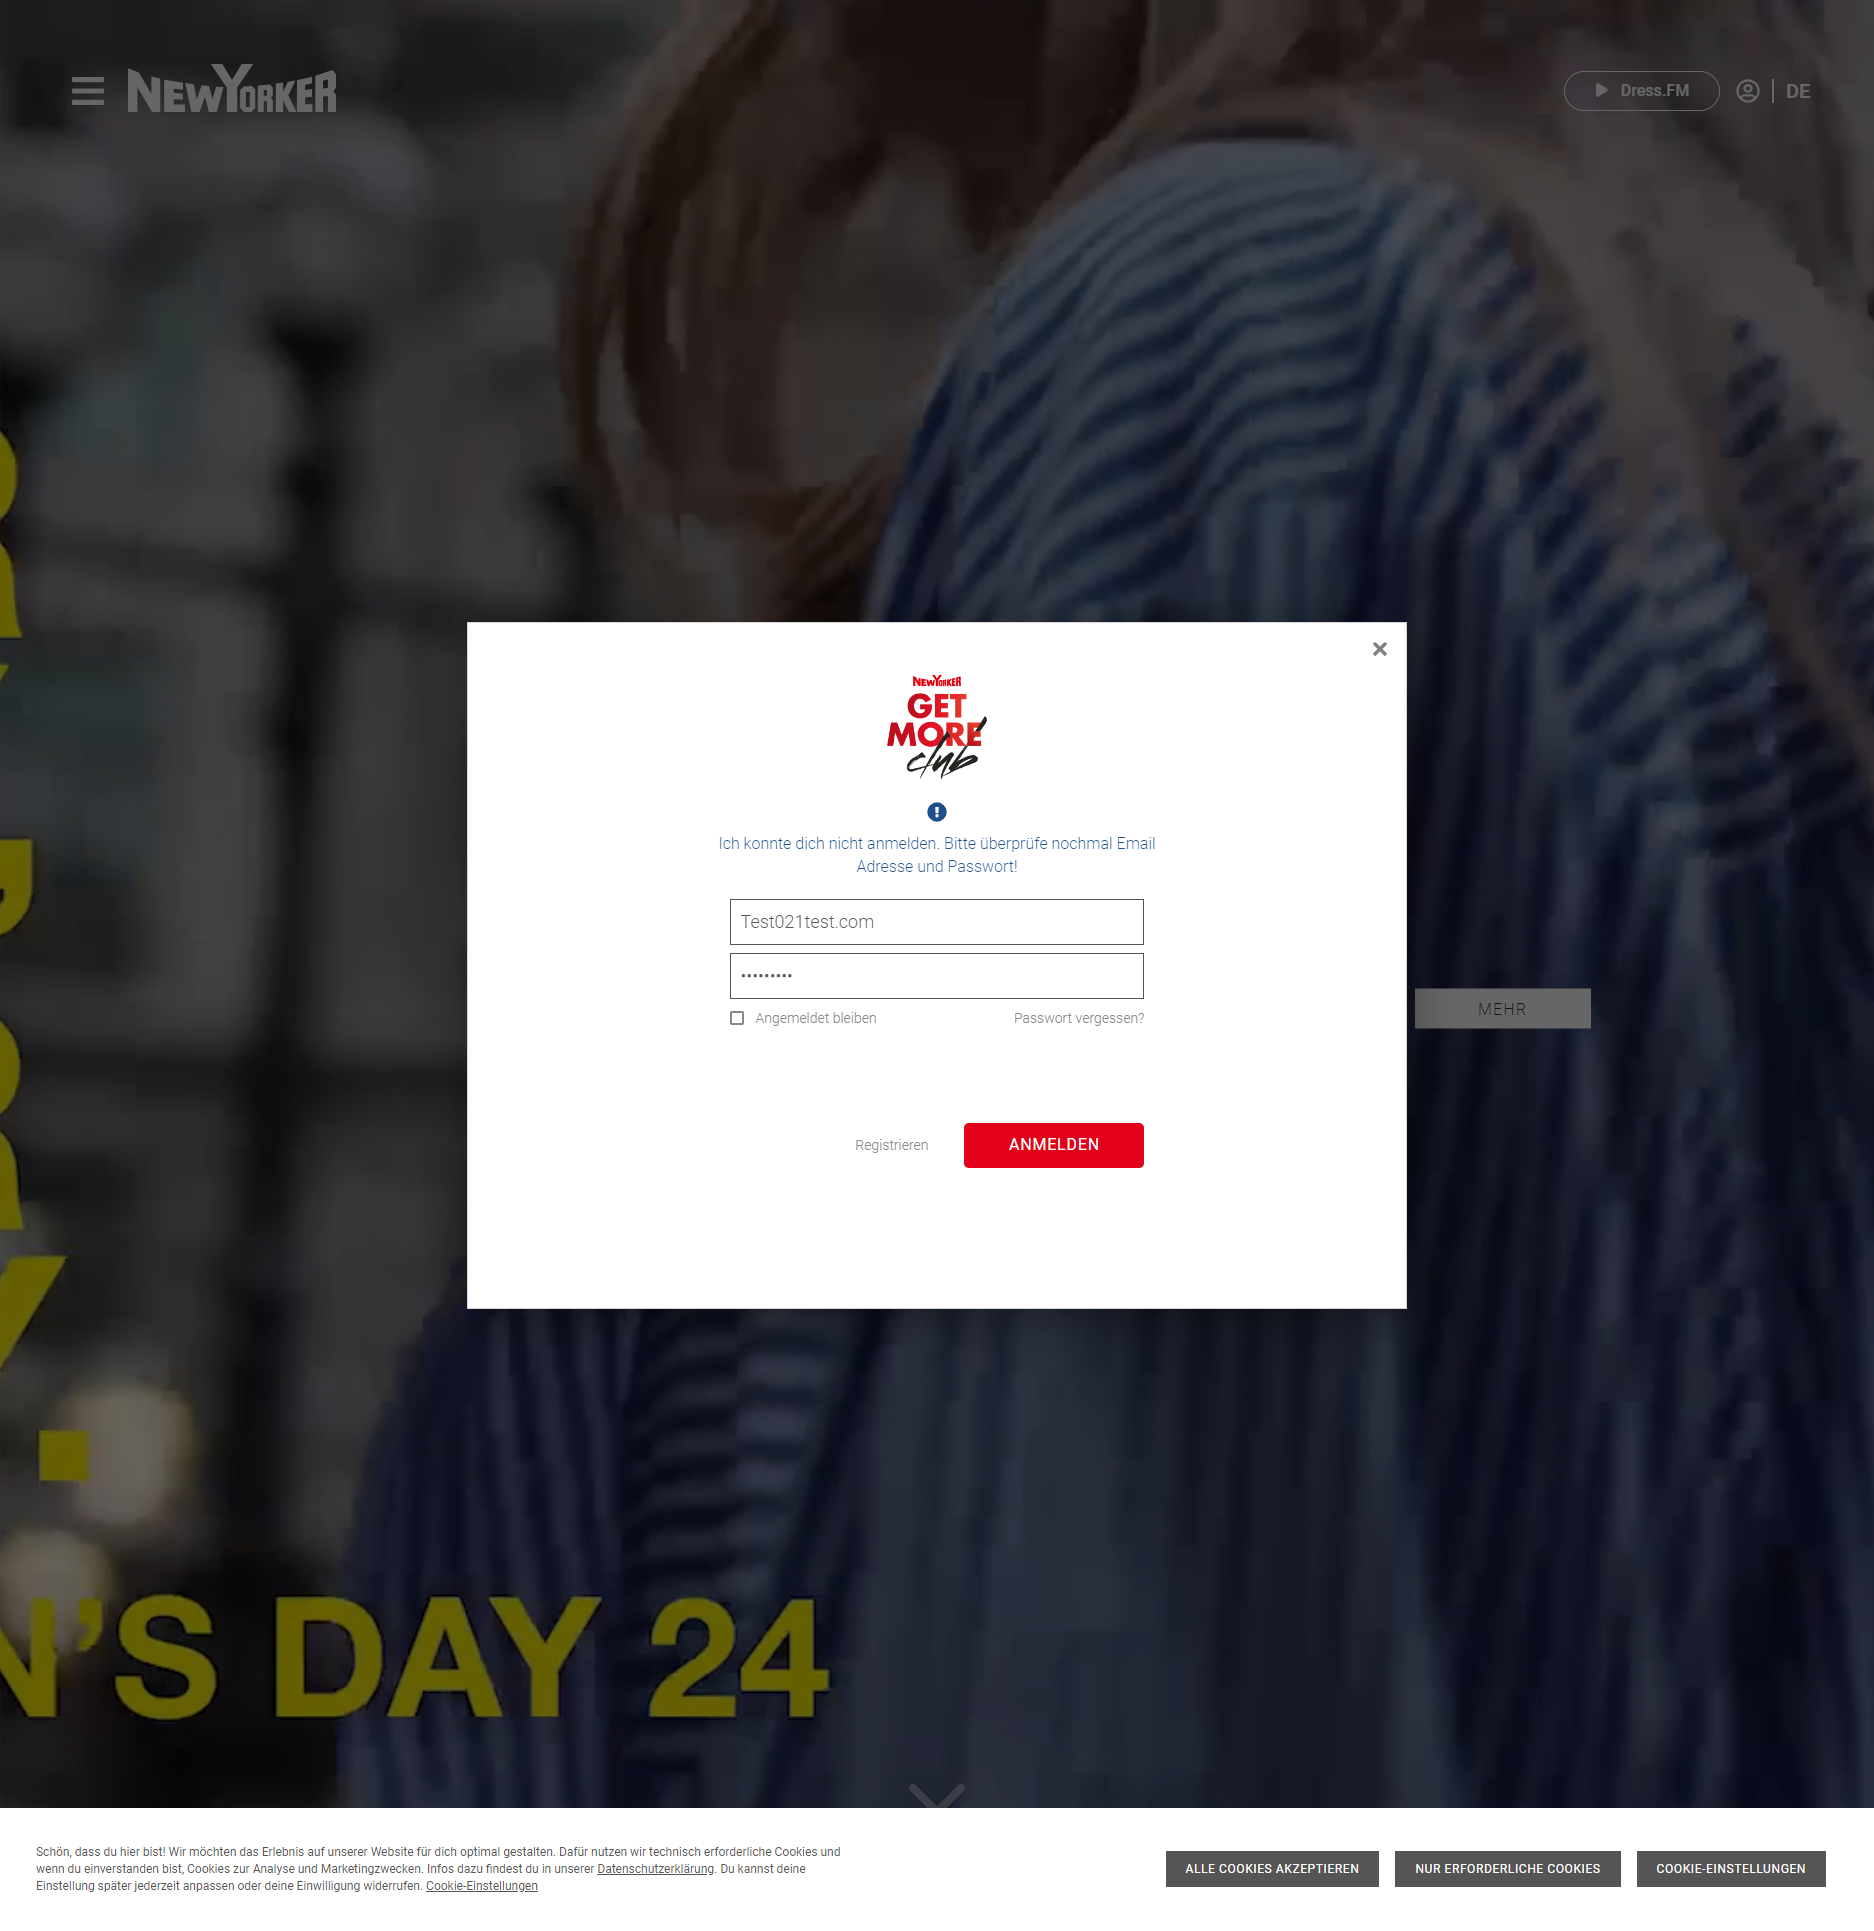 NEWYORKER
Dress.FM
DE
NEWYORKER
GET
MORE
club
Ich konnte dich nicht anmelden. Bitte überprüfe nochmal Email
Adresse und Passwort!
Test021test.com
•••••••••
Angemeldet bleiben
Passwort vergessen?
MEHR
Registrieren
ANMELDEN
N'S DAY 24
Schön, dass du hier bist! Wir möchten das Erlebnis auf unserer Website für dich optimal gestalten. Dafür nutzen wir technisch erforderliche Cookies und
wenn du einverstanden bist, Cookies zur Analyse und Marketingzwecken. Infos dazu findest du in unserer Datenschutzerklärung. Du kannst deine
Einstellung später jederzeit anpassen oder deine Einwilligung widerrufen. Cookie-Einstellungen
ALLE COOKIES AKZEPTIEREN
NUR ERFORDERLICHE COOKIES
COOKIE-EINSTELLUNGEN